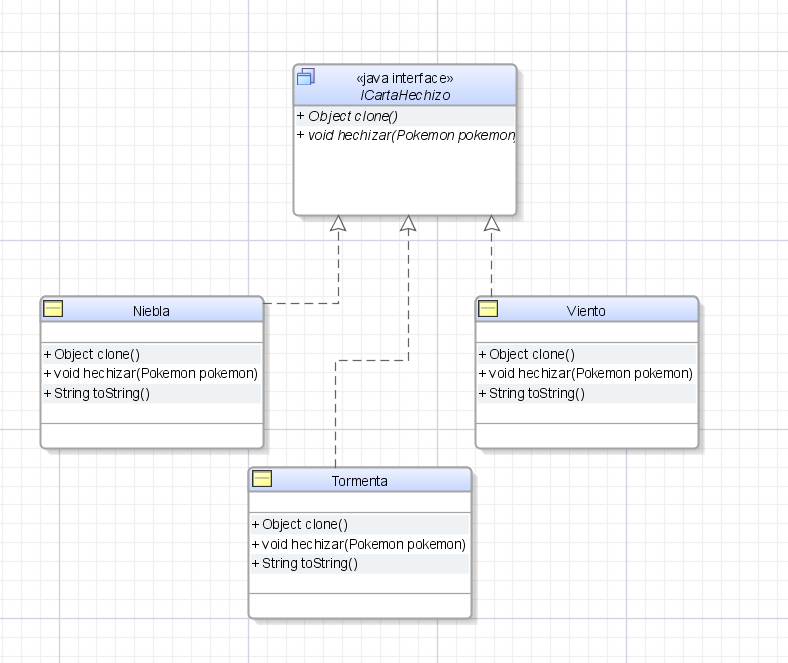 «java interface»
ICartaHechizo
+ Object clone()
+ void hechizar(Pokemon pokemon)
Niebla
+ Object clone()
+ void hechizar(Pokemon pokemon)
+ String toString()
Viento
+ Object clone()
+ void hechizar(Pokemon pokemon)
+ String toString()
Tormenta
+ Object clone()
+ void hechizar(Pokemon pokemon)
+ String toString()